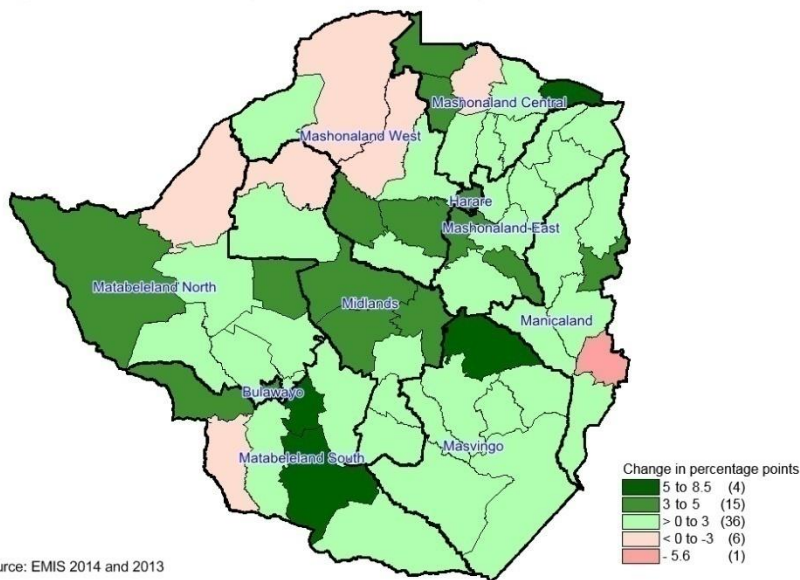 Mashonaland Central
Mashonaland West
Harare
Mashonaland-East
Matabeleland North
Midlands
Manicaland
Bulawayo
Masvingo
Matabeleland South
Change in percentage points
5 to 8.5 (4)
3 to 5 (15)
> 0 to 3 (36)
< 0 to -3 (6)
- 5.6 (1)
urce: EMIS 2014 and 2013